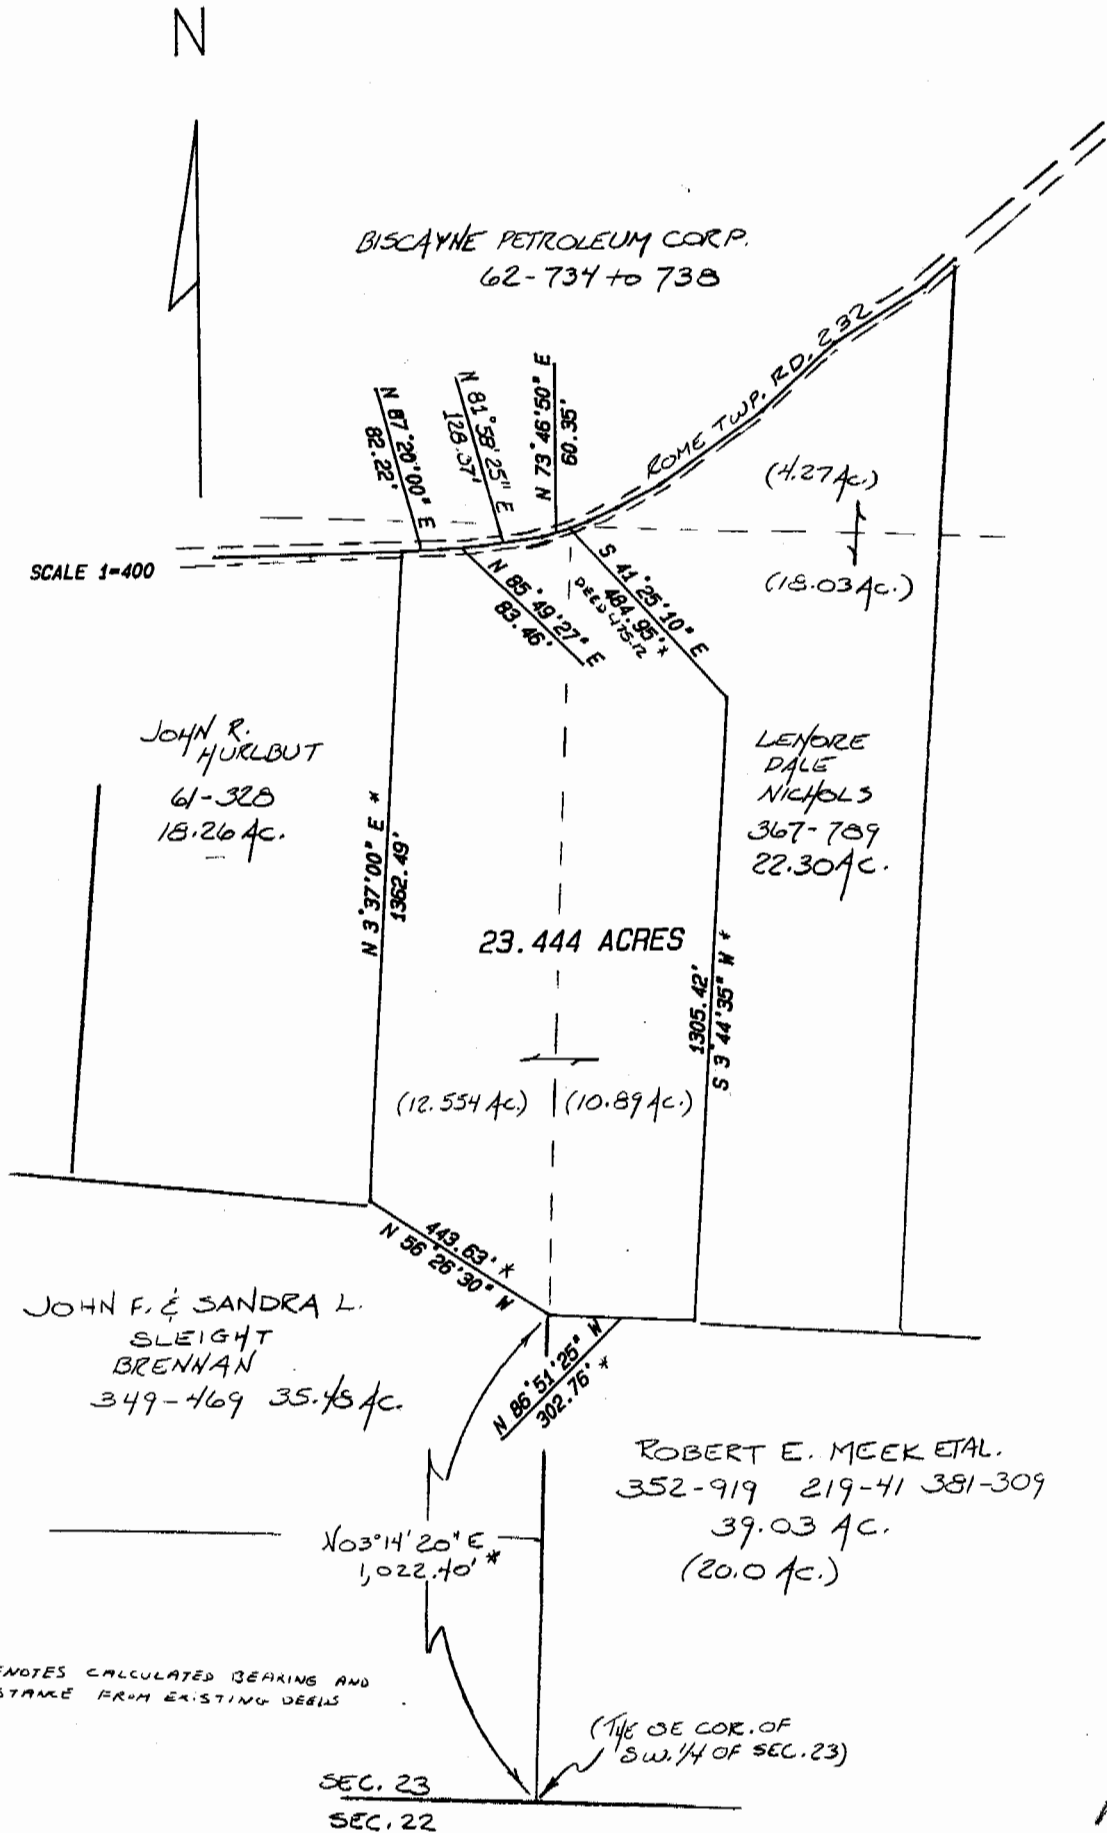 N
BISCAYNE PETROLEUM CORP.
62-734 to 738
ROME TWP. RD. 232
N 87°20'00" E
82.22'
N 81°58'25" E
128.37'
N 73°46'50" E
60.35'
(4.27 Ac.)
(18.03 Ac.)
SCALE 1=400
N 85°49'27" E
83.46'
S 41°25'10" E
484.95' *
DEED 475.12
JOHN R.
HURLBUT
61-328
18.26 Ac.
LENORE
DALE
NICHOLS
367-789
22.30 Ac.
N 3°37'00" E *
1362.49'
23.444 ACRES
1305.42'
S 3°44'35" W *
(12.554 Ac.)
(10.89 Ac.)
443.63' *
N 56°26'30" W
JOHN F. & SANDRA L.
SLEIGHT
BRENNAN
349-469 35.48 Ac.
N 86°51'25" W
302.76' *
ROBERT E. MEEK ETAL.
352-919 219-41 381-309
39.03 AC.
(20.0 Ac.)
N03°14'20" E
1,022.40' *
ENOTES CALCULATED BEARING AND
STANCE FROM EXISTING DEEDS
(THE SE COR. OF
SW. 1/4 OF SEC. 23)
SEC. 23
SEC. 22